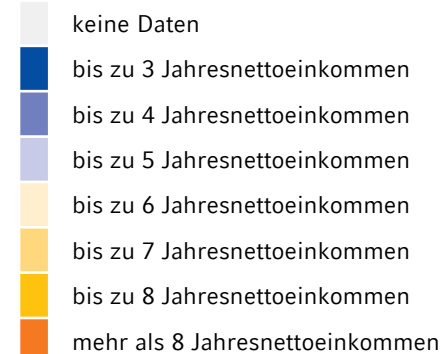 keine Daten
bis zu 3 Jahresnettoeinkommen
bis zu 4 Jahresnettoeinkommen
bis zu 5 Jahresnettoeinkommen
bis zu 6 Jahresnettoeinkommen
bis zu 7 Jahresnettoeinkommen
bis zu 8 Jahresnettoeinkommen
mehr als 8 Jahresnettoeinkommen